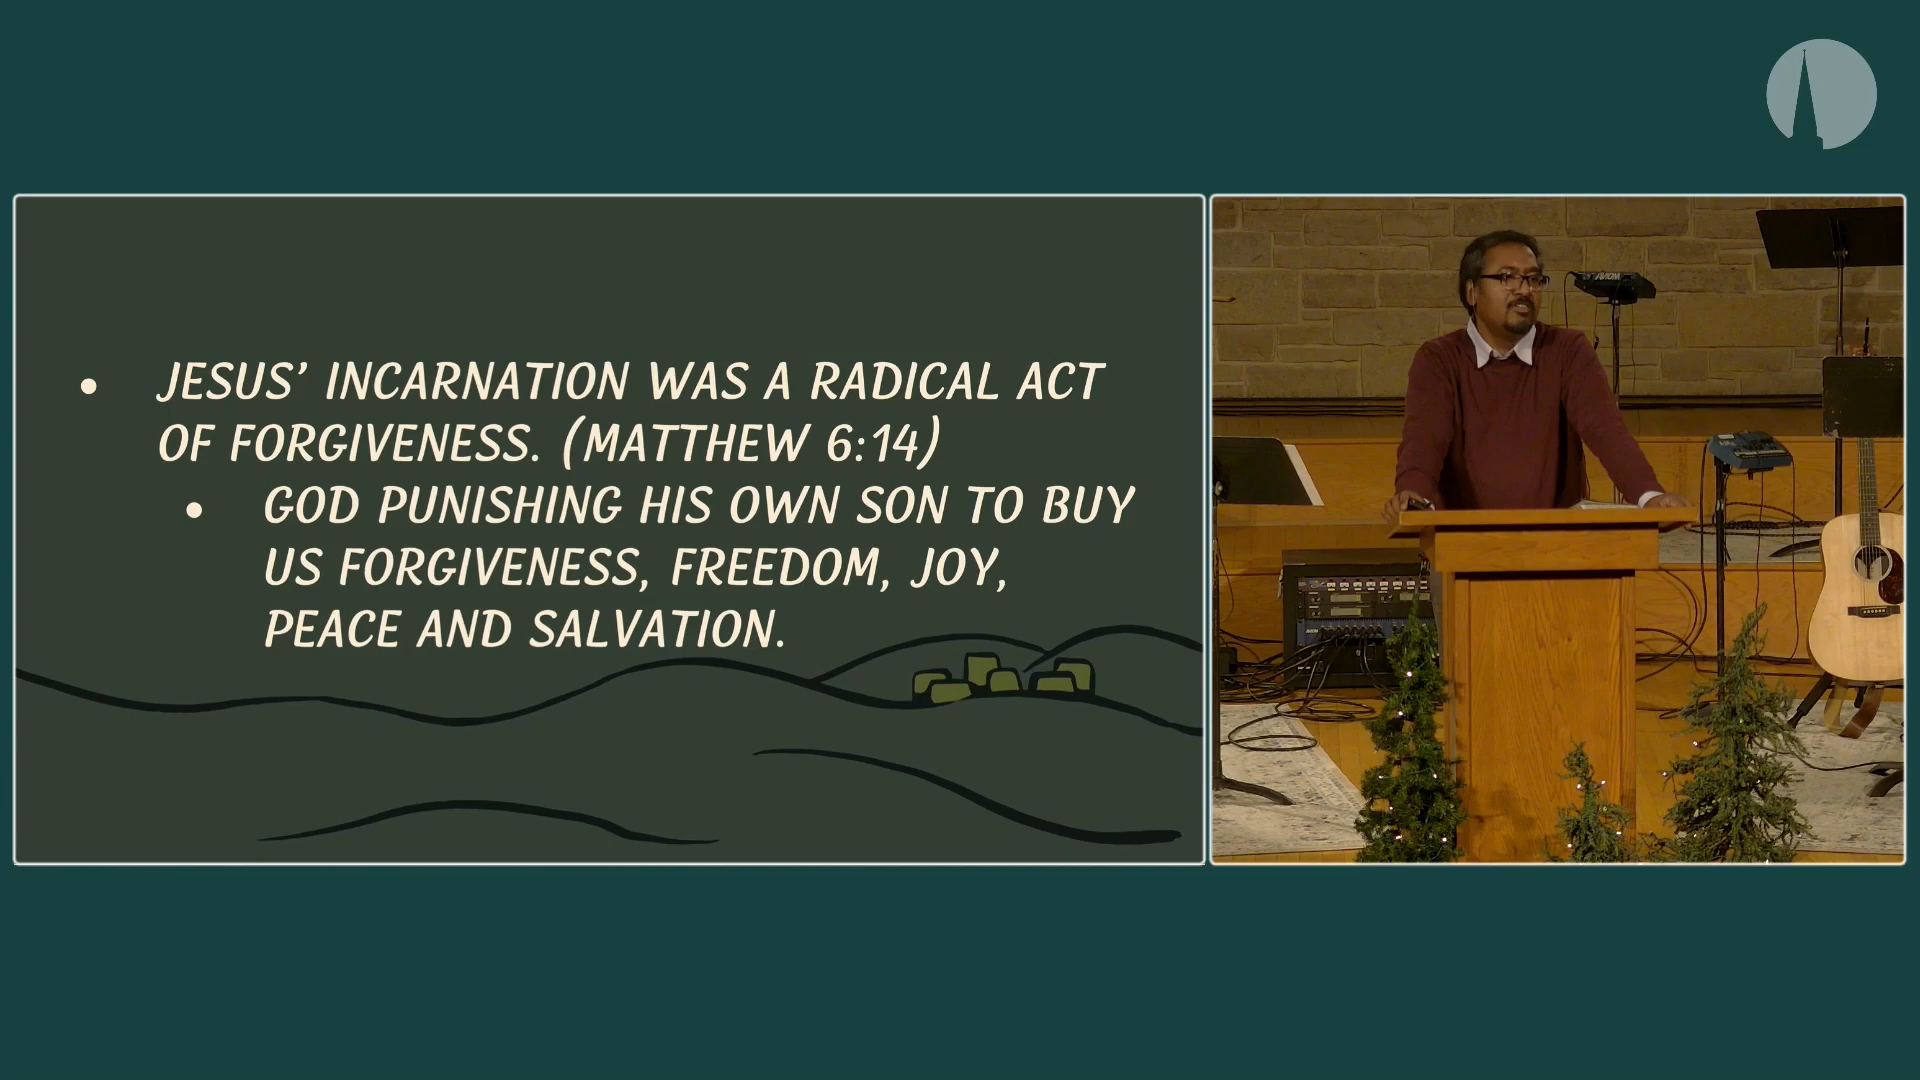 • JESUS’ INCARNATION WAS A RADICAL ACT
OF FORGIVENESS. (MATTHEW 6:14)
• GOD PUNISHING HIS OWN SON TO BUY
US FORGIVENESS, FREEDOM, JOY,
PEACE AND SALVATION.
AVIOM